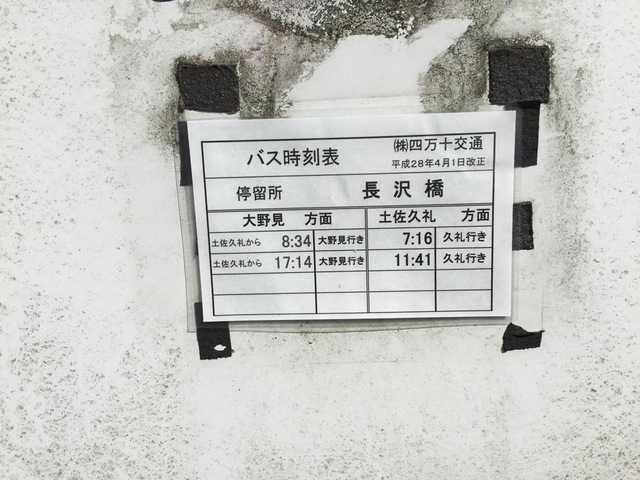 バス時刻表 ㈱四万十交通
平成28年4月1日改正
停留所 長沢橋
大野見 方面 土佐久礼 方面
土佐久礼から 8:34 大野見行き 7:16 久礼行き
土佐久礼から 17:14 大野見行き 11:41 久礼行き